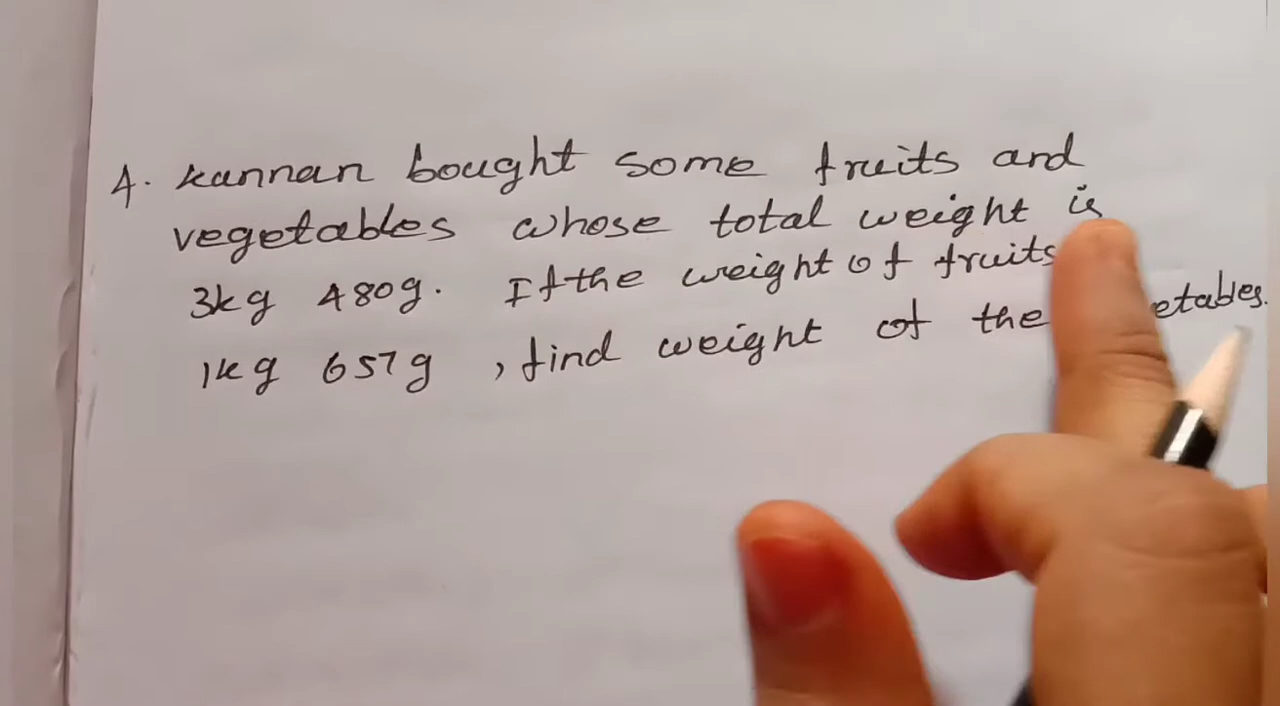 4. kannan bought some fruits and
vegetables whose total weight is
3kg 480g. If the weight of fruits
1kg 657g, find weight of the etables.